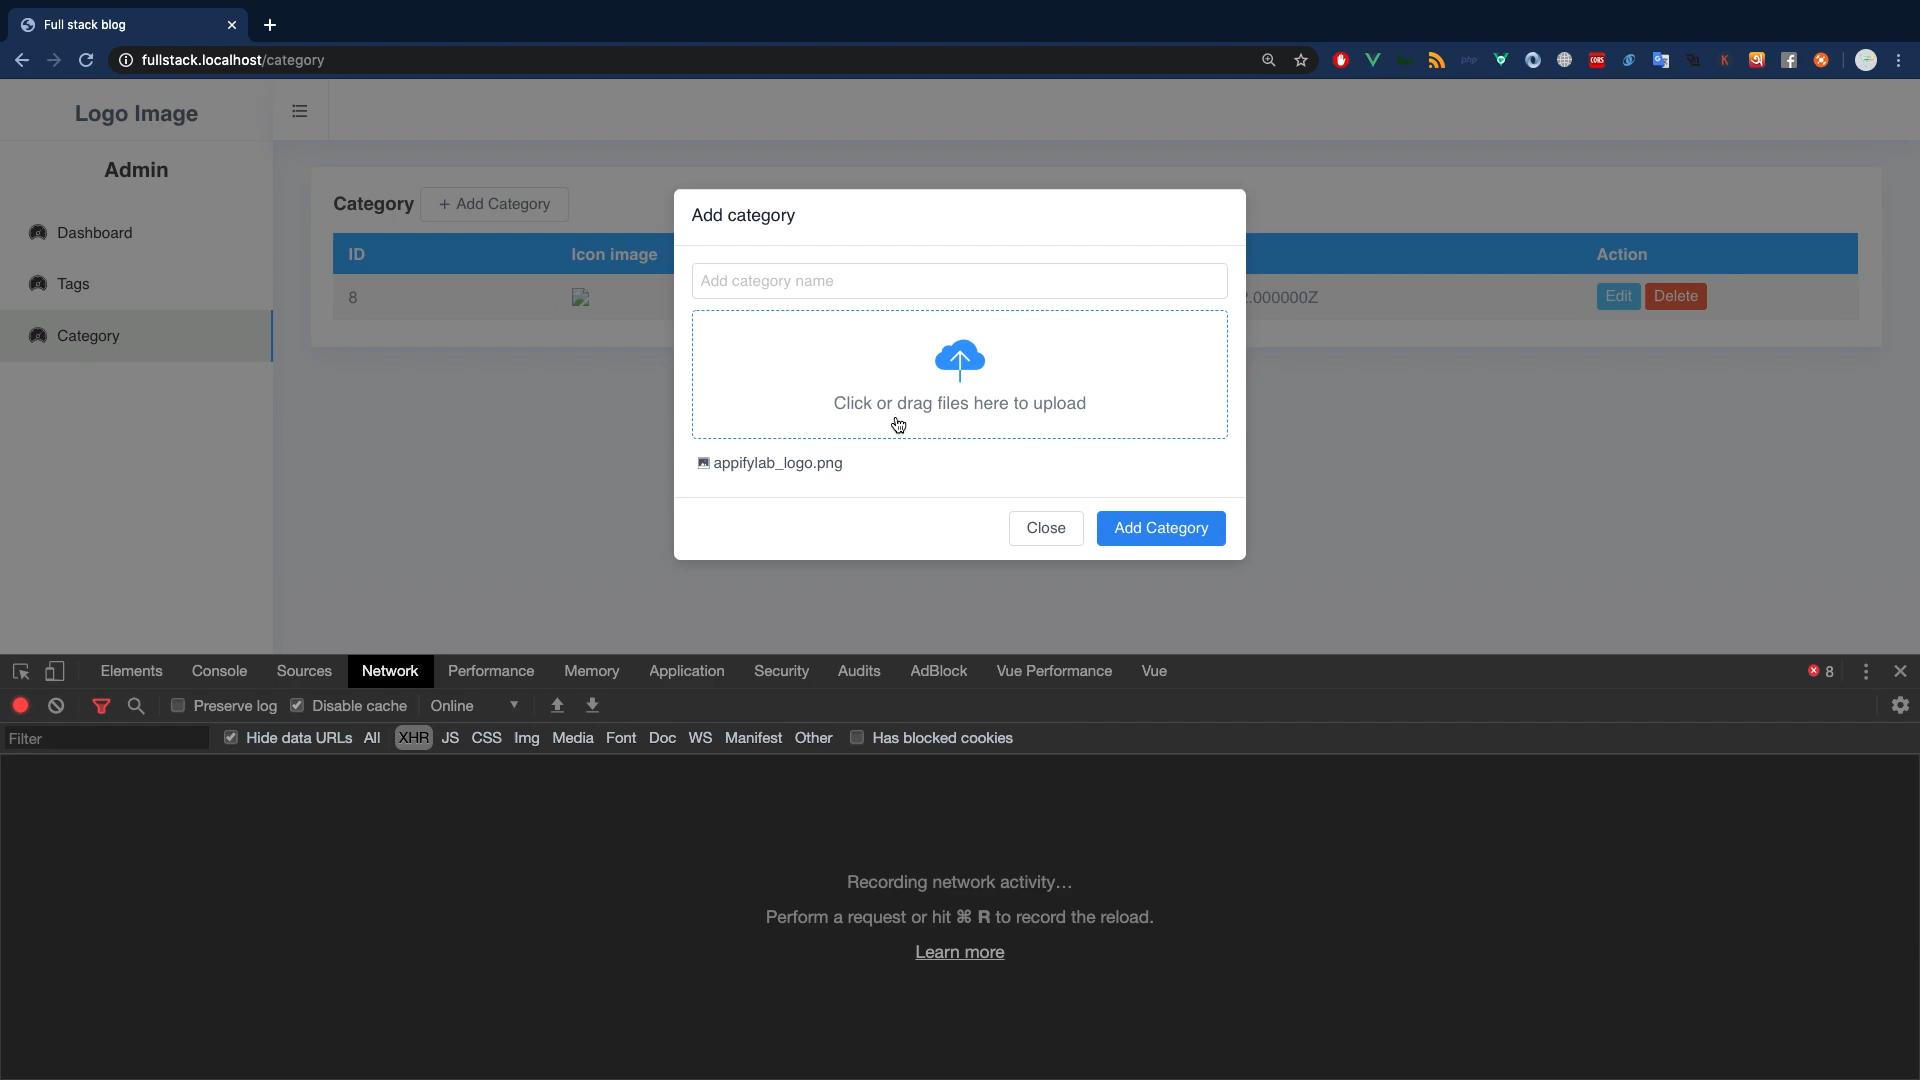 Full stack blog
fullstack.localhost/category
php
CORS
K
Logo Image
Admin
Dashboard
Tags
Category
Category
+ Add Category
ID
Icon image
Action
8
2.000000Z
Edit
Delete
Add category
Add category name
Click or drag files here to upload
appifylab_logo.png
Close
Add Category
Elements Console Sources Network Performance Memory Application Security Audits AdBlock Vue Performance Vue
8
Preserve log Disable cache Online
Filter
Hide data URLs All XHR JS CSS Img Media Font Doc WS Manifest Other Has blocked cookies
Recording network activity…
Perform a request or hit ⌘ R to record the reload.
Learn more